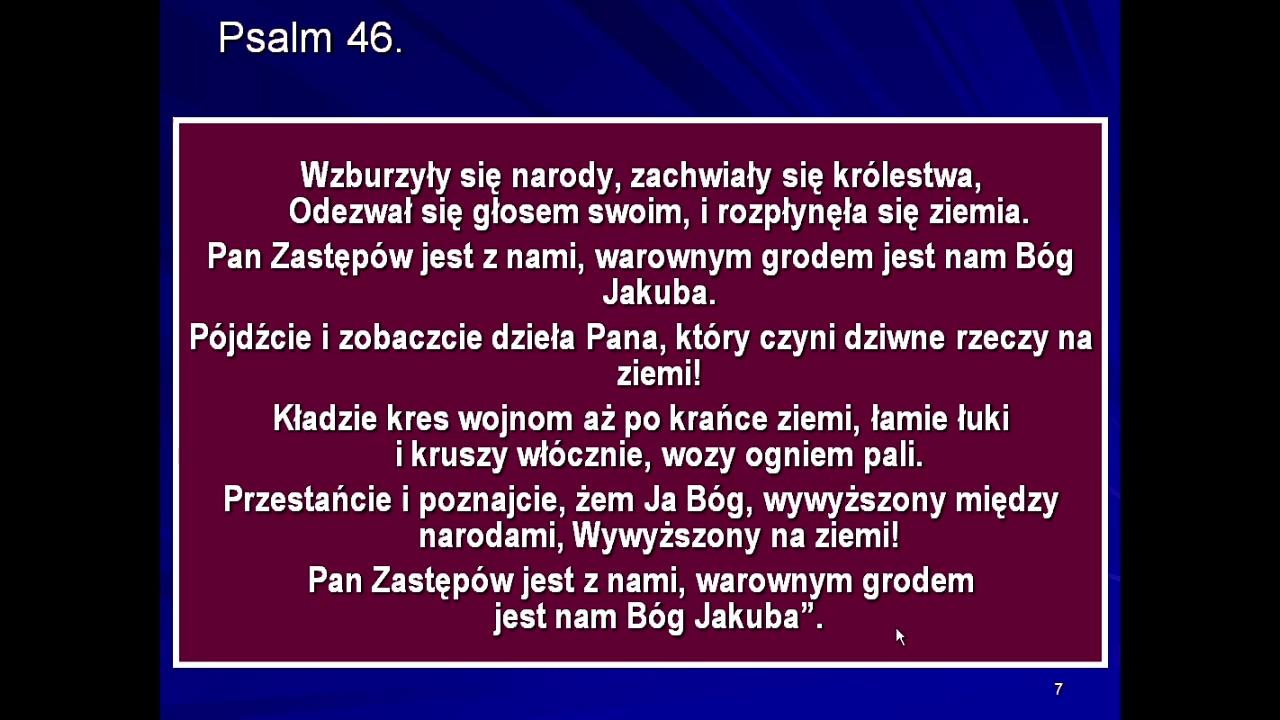 Psalm 46.
Wzburzyły się narody, zachwiały się królestwa,
Odezwał się głosem swoim, i rozpłynęła się ziemia.
Pan Zastępów jest z nami, warownym grodem jest nam Bóg
Jakuba.
Pójdźcie i zobaczcie dzieła Pana, który czyni dziwne rzeczy na
ziemi!
Kładzie kres wojnom aż po krańce ziemi, łamie łuki
i kruszy włócznie, wozy ogniem pali.
Przestańcie i poznajcie, żem Ja Bóg, wywyższony między
narodami, Wywyższony na ziemi!
Pan Zastępów jest z nami, warownym grodem
jest nam Bóg Jakuba”.
7